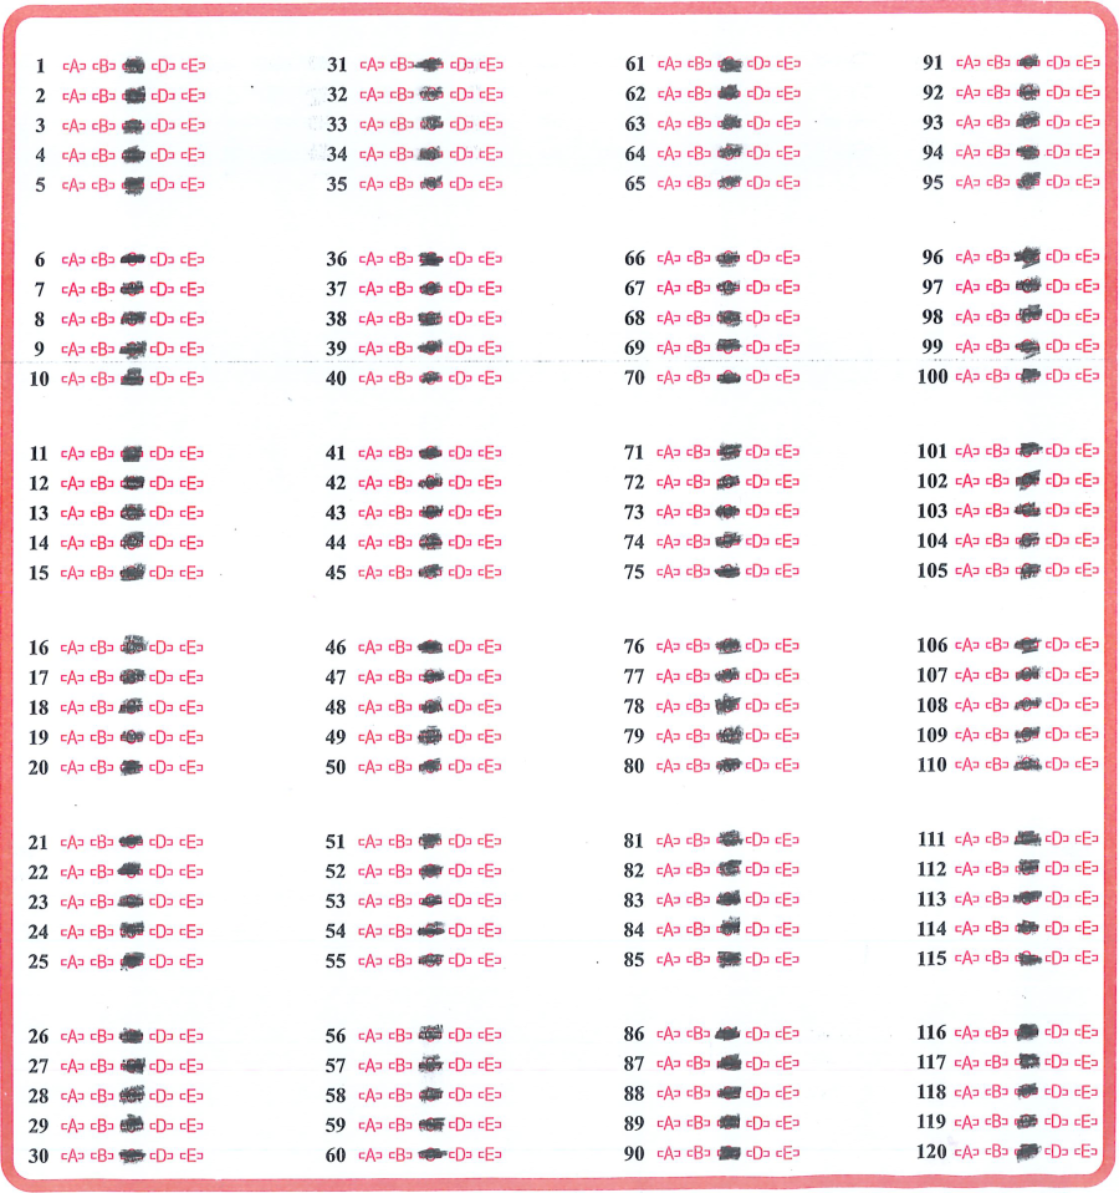 1 [A] [B] [D] [E]
2 [A] [B] [D] [E]
3 [A] [B] [D] [E]
4 [A] [B] [D] [E]
5 [A] [B] [D] [E]
6 [A] [B] [D] [E]
7 [A] [B] [D] [E]
8 [A] [B] [D] [E]
9 [A] [B] [D] [E]
10 [A] [B] [D] [E]
11 [A] [B] [D] [E]
12 [A] [B] [D] [E]
13 [A] [B] [D] [E]
14 [A] [B] [D] [E]
15 [A] [B] [D] [E]
16 [A] [B] [D] [E]
17 [A] [B] [D] [E]
18 [A] [B] [D] [E]
19 [A] [B] [D] [E]
20 [A] [B] [D] [E]
21 [A] [B] [D] [E]
22 [A] [B] [D] [E]
23 [A] [B] [D] [E]
24 [A] [B] [D] [E]
25 [A] [B] [D] [E]
26 [A] [B] [D] [E]
27 [A] [B] [D] [E]
28 [A] [B] [D] [E]
29 [A] [B] [D] [E]
30 [A] [B] [D] [E]
31 [A] [B] [D] [E]
32 [A] [B] [D] [E]
33 [A] [B] [D] [E]
34 [A] [B] [D] [E]
35 [A] [B] [D] [E]
36 [A] [B] [D] [E]
37 [A] [B] [D] [E]
38 [A] [B] [D] [E]
39 [A] [B] [D] [E]
40 [A] [B] [D] [E]
41 [A] [B] [D] [E]
42 [A] [B] [D] [E]
43 [A] [B] [D] [E]
44 [A] [B] [D] [E]
45 [A] [B] [D] [E]
46 [A] [B] [D] [E]
47 [A] [B] [D] [E]
48 [A] [B] [D] [E]
49 [A] [B] [D] [E]
50 [A] [B] [D] [E]
51 [A] [B] [D] [E]
52 [A] [B] [D] [E]
53 [A] [B] [D] [E]
54 [A] [B] [D] [E]
55 [A] [B] [D] [E]
56 [A] [B] [D] [E]
57 [A] [B] [D] [E]
58 [A] [B] [D] [E]
59 [A] [B] [D] [E]
60 [A] [B] [D] [E]
61 [A] [B] [D] [E]
62 [A] [B] [D] [E]
63 [A] [B] [D] [E]
64 [A] [B] [D] [E]
65 [A] [B] [D] [E]
66 [A] [B] [D] [E]
67 [A] [B] [D] [E]
68 [A] [B] [D] [E]
69 [A] [B] [D] [E]
70 [A] [B] [D] [E]
71 [A] [B] [D] [E]
72 [A] [B] [D] [E]
73 [A] [B] [D] [E]
74 [A] [B] [D] [E]
75 [A] [B] [D] [E]
76 [A] [B] [D] [E]
77 [A] [B] [D] [E]
78 [A] [B] [D] [E]
79 [A] [B] [D] [E]
80 [A] [B] [D] [E]
81 [A] [B] [D] [E]
82 [A] [B] [D] [E]
83 [A] [B] [D] [E]
84 [A] [B] [D] [E]
85 [A] [B] [D] [E]
86 [A] [B] [D] [E]
87 [A] [B] [D] [E]
88 [A] [B] [D] [E]
89 [A] [B] [D] [E]
90 [A] [B] [D] [E]
91 [A] [B] [D] [E]
92 [A] [B] [D] [E]
93 [A] [B] [D] [E]
94 [A] [B] [D] [E]
95 [A] [B] [D] [E]
96 [A] [B] [D] [E]
97 [A] [B] [D] [E]
98 [A] [B] [D] [E]
99 [A] [B] [D] [E]
100 [A] [B] [D] [E]
101 [A] [B] [D] [E]
102 [A] [B] [D] [E]
103 [A] [B] [D] [E]
104 [A] [B] [D] [E]
105 [A] [B] [D] [E]
106 [A] [B] [D] [E]
107 [A] [B] [D] [E]
108 [A] [B] [D] [E]
109 [A] [B] [D] [E]
110 [A] [B] [D] [E]
111 [A] [B] [D] [E]
112 [A] [B] [D] [E]
113 [A] [B] [D] [E]
114 [A] [B] [D] [E]
115 [A] [B] [D] [E]
116 [A] [B] [D] [E]
117 [A] [B] [D] [E]
118 [A] [B] [D] [E]
119 [A] [B] [D] [E]
120 [A] [B] [D] [E]